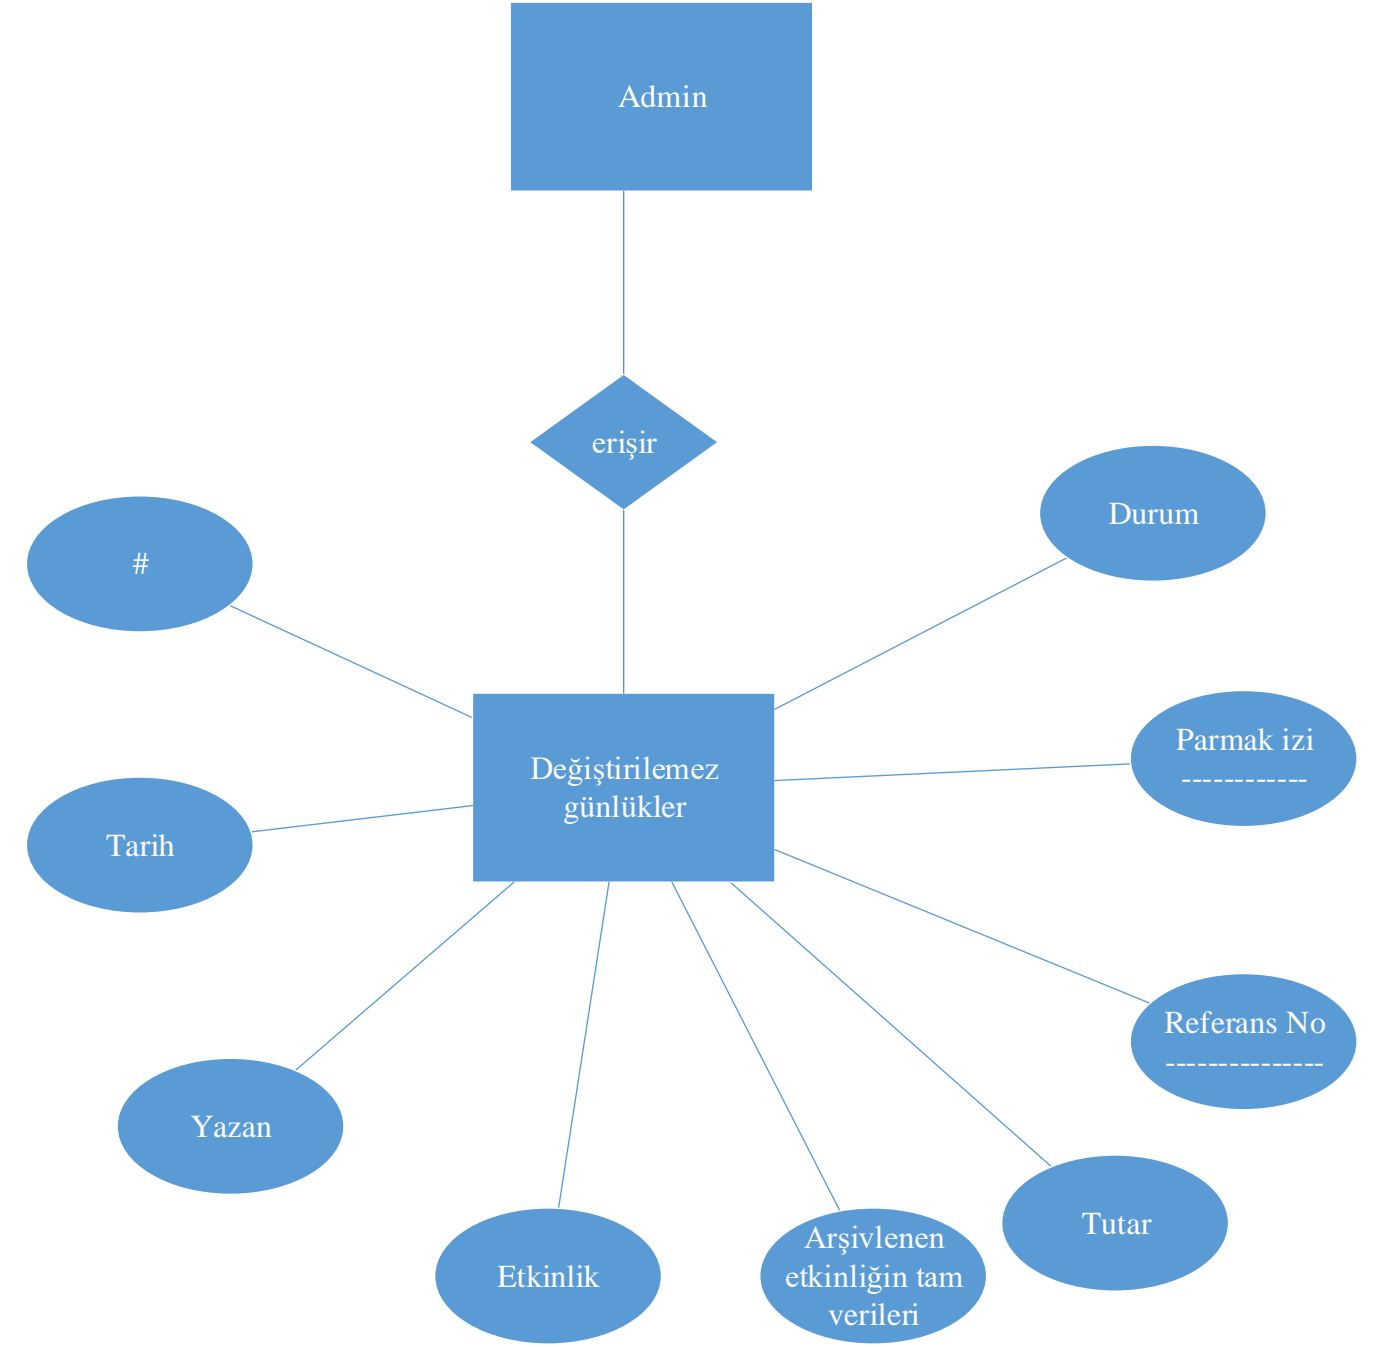 Admin
erişir
Durum
#
Parmak izi
------------
Değiştirilemez
günlükler
Tarih
Referans No
---------------
Yazan
Tutar
Etkinlik
Arşivlenen
etkinliğin tam
verileri